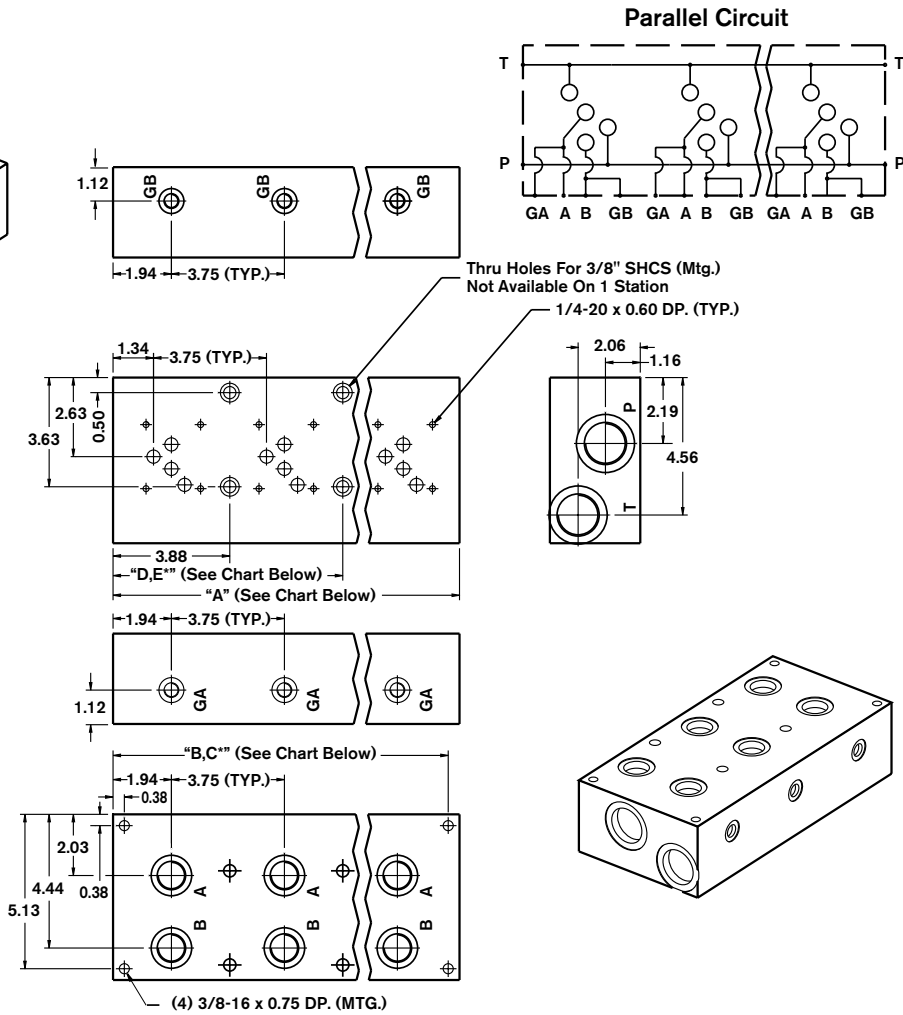 Parallel Circuit
T T
P P
GA A B GB GA A B GB GA A B GB
1.12
GB GB GB
1.94 3.75 (TYP.)
Thru Holes For 3/8" SHCS (Mtg.)
Not Available On 1 Station
1/4-20 x 0.60 DP. (TYP.)
1.34 3.75 (TYP.)
2.63
0.50
3.63
3.88
“D,E*” (See Chart Below)
“A” (See Chart Below)
2.06
1.16
P
2.19
4.56
T
1.94 3.75 (TYP.)
GA GA
1.12
“B,C*” (See Chart Below)
1.94 3.75 (TYP.)
0.38
2.03
4.44
0.38
5.13
A A A
B B B
(4) 3/8-16 x 0.75 DP. (MTG.)